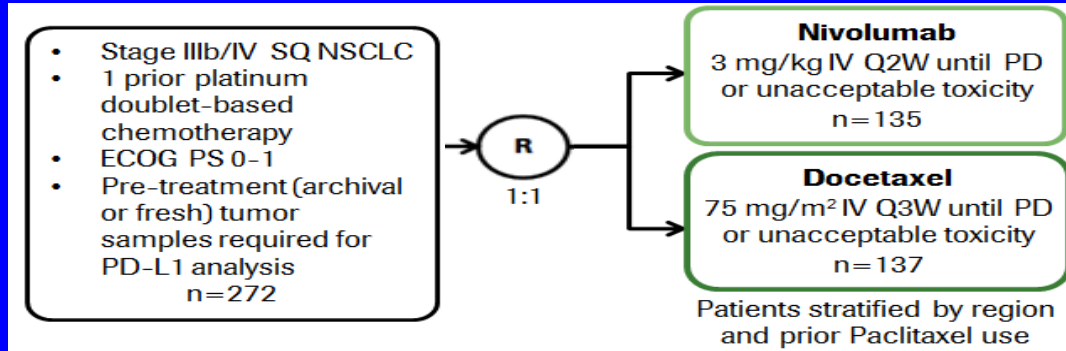 • Stage IIIb/IV SQ NSCLC
• 1 prior platinum
doublet-based
chemotherapy
• ECOG PS 0-1
• Pre-treatment (archival
or fresh) tumor
samples required for
PD-L1 analysis
n=272
R
1:1
Nivolumab
3 mg/kg IV Q2W until PD
or unacceptable toxicity
n=135
Docetaxel
75 mg/m² IV Q3W until PD
or unacceptable toxicity
n=137
Patients stratified by region
and prior Paclitaxel use